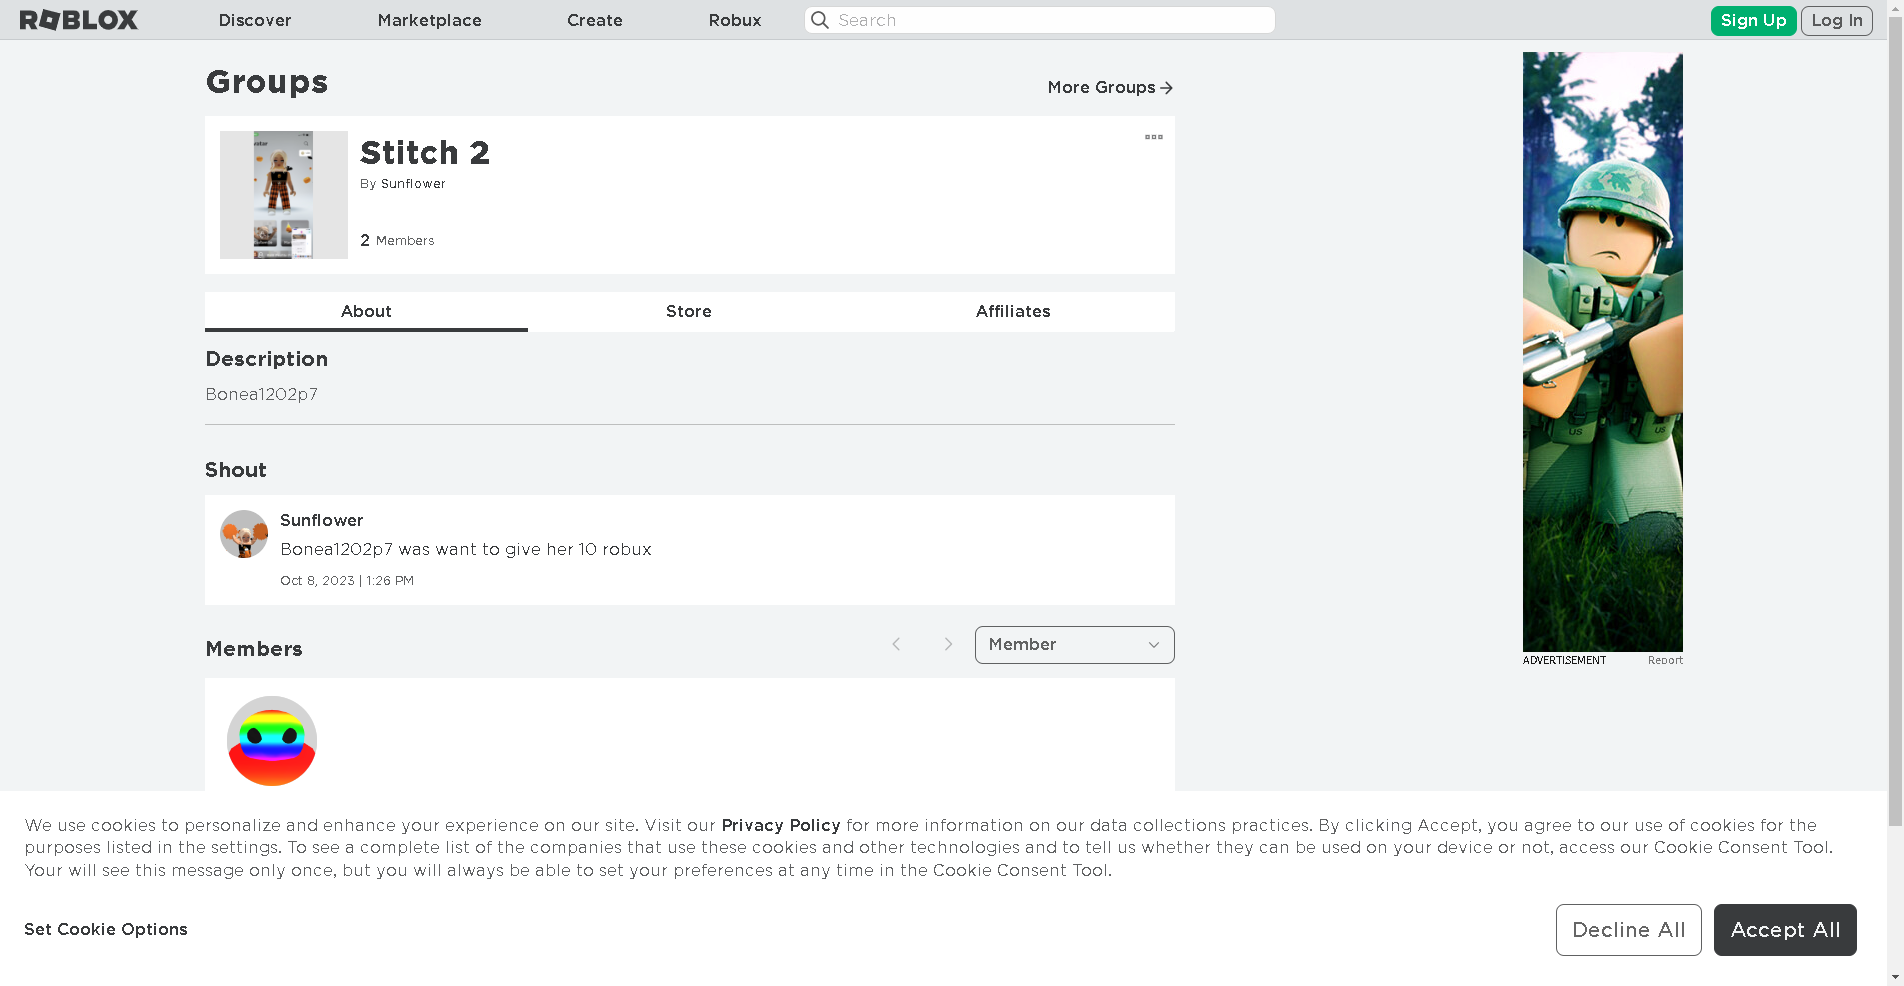 ROBLOX
Discover
Marketplace
Create
Robux
Search
Sign Up
Log In
Groups
More Groups
Stitch 2
By Sunflower
2 Members
About
Store
Affiliates
Description
Bonea1202p7
Shout
Sunflower
Bonea1202p7 was want to give her 10 robux
Oct 8, 2023 | 1:26 PM
Members
Member
US
US
ADVERTISEMENT
Report
We use cookies to personalize and enhance your experience on our site. Visit our Privacy Policy for more information on our data collections practices. By clicking Accept, you agree to our use of cookies for the
purposes listed in the settings. To see a complete list of the companies that use these cookies and other technologies and to tell us whether they can be used on your device or not, access our Cookie Consent Tool.
Your will see this message only once, but you will always be able to set your preferences at any time in the Cookie Consent Tool.
Set Cookie Options
Decline All
Accept All